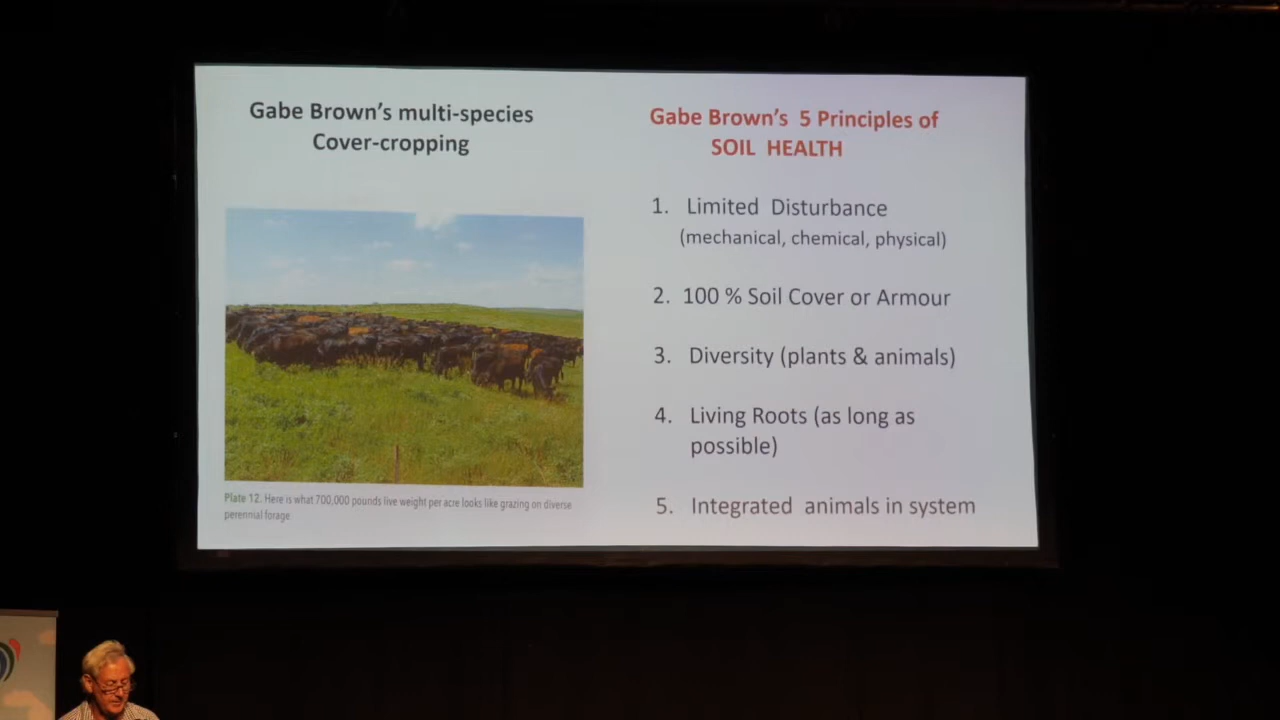 Gabe Brown's multi-species
Cover-cropping
Plate 12. Here is what 700,000 pounds live weight per acre looks like grazing on diverse
perennial forage
Gabe Brown's 5 Principles of
SOIL HEALTH
1. Limited Disturbance
(mechanical, chemical, physical)
2. 100 % Soil Cover or Armour
3. Diversity (plants & animals)
4. Living Roots (as long as
possible)
5. Integrated animals in system